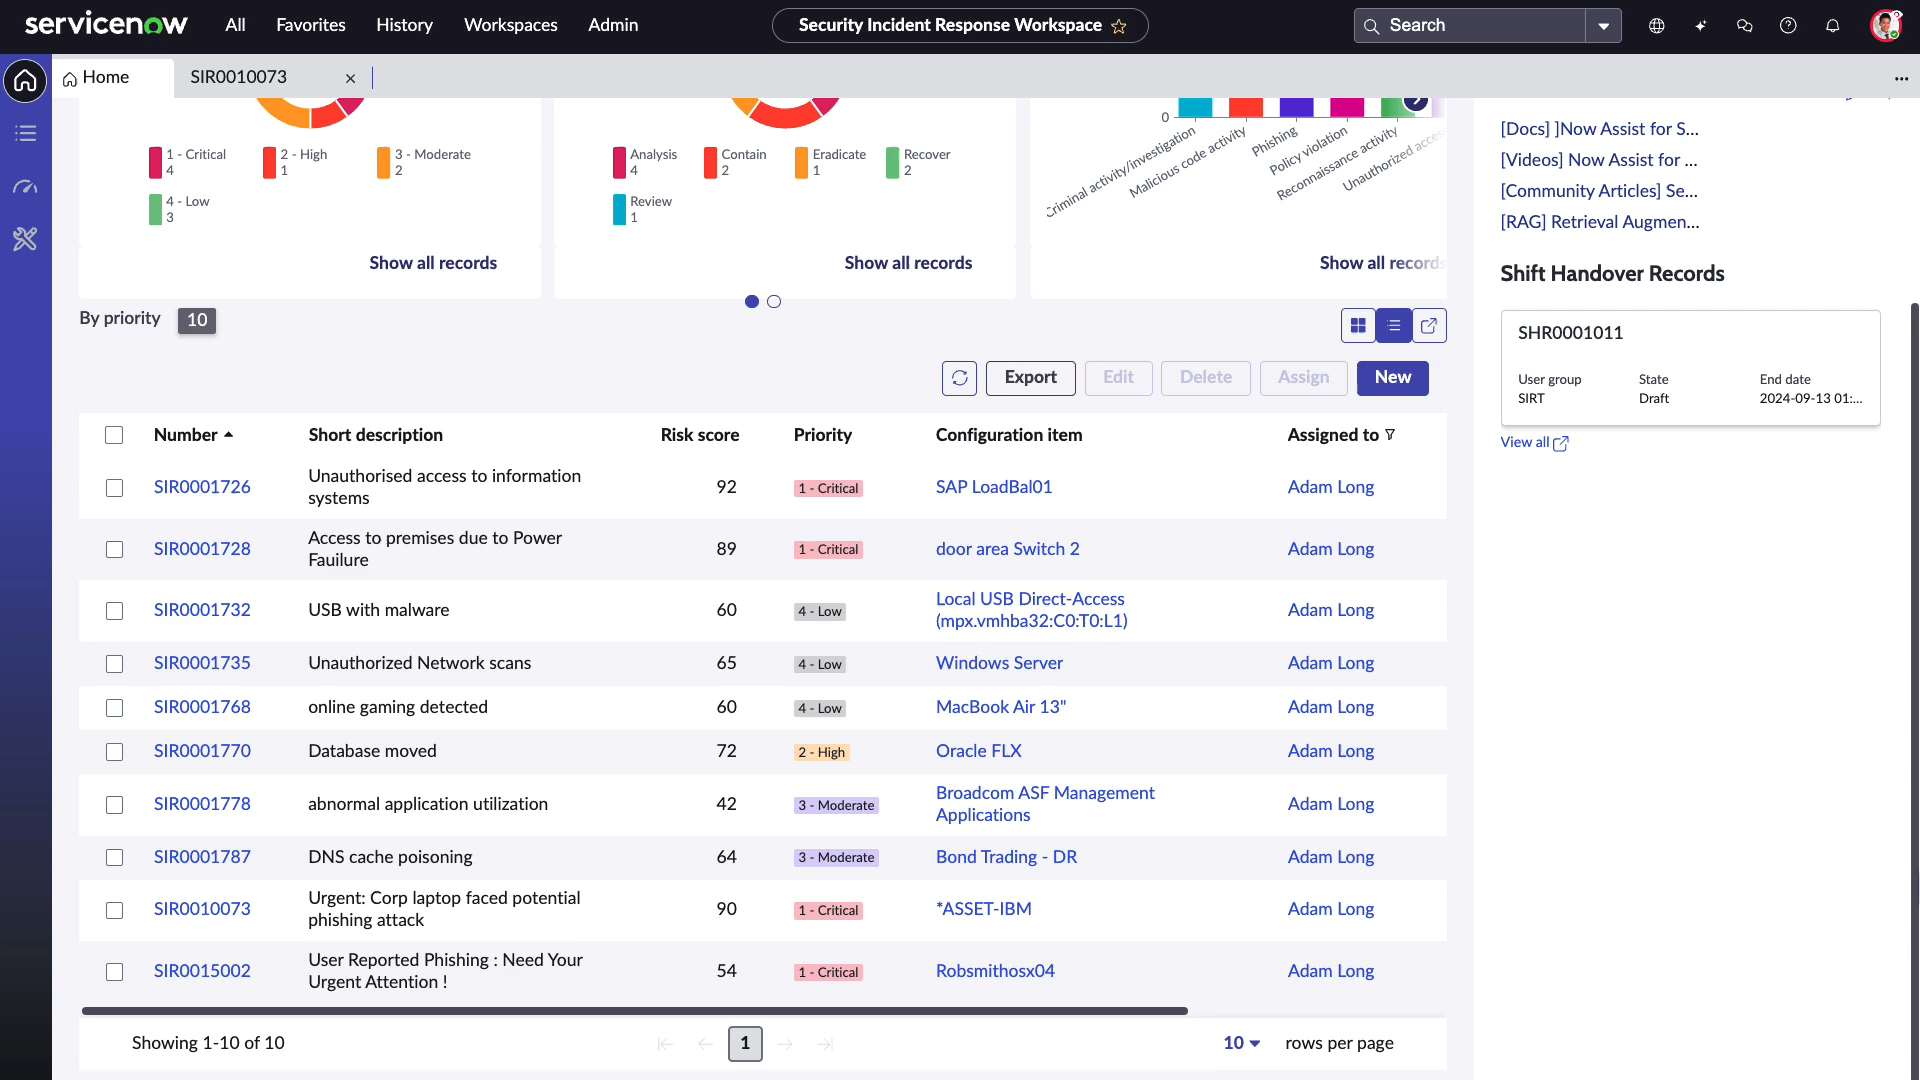 servicenow
All
Favorites
History
Workspaces
Admin
Security Incident Response Workspace
Search
Home
SIR0010073
1 - Critical
4
2 - High
1
3 - Moderate
2
4 - Low
3
Show all records
Analysis
4
Contain
2
Eradicate
1
Recover
2
Review
1
Show all records
0
Criminal activity/investigation
Malicious code activity
Phishing
Policy violation
Reconnaissance activity
Unauthorized acces
Show all records
[Docs] ]Now Assist for S...
[Videos] Now Assist for ...
[Community Articles] Se...
[RAG] Retrieval Augmen...
Shift Handover Records
SHR0001011
User group State End date
SIRT Draft 2024-09-13 01:...
View all
By priority 10
Export Edit Delete Assign New
Number Short description Risk score Priority Configuration item Assigned to
SIR0001726 Unauthorised access to information 92 1 - Critical SAP LoadBal01 Adam Long
systems
SIR0001728 Access to premises due to Power 89 1 - Critical door area Switch 2 Adam Long
Fauilure
SIR0001732 USB with malware 60 4 - Low Local USB Direct-Access Adam Long
(mpx.vmhba32:C0:T0:L1)
SIR0001735 Unauthorized Network scans 65 4 - Low Windows Server Adam Long
SIR0001768 online gaming detected 60 4 - Low MacBook Air 13" Adam Long
SIR0001770 Database moved 72 2 - High Oracle FLX Adam Long
SIR0001778 abnormal application utilization 42 3 - Moderate Broadcom ASF Management Adam Long
Applications
SIR0001787 DNS cache poisoning 64 3 - Moderate Bond Trading - DR Adam Long
SIR0010073 Urgent: Corp laptop faced potential 90 1 - Critical *ASSET-IBM Adam Long
phishing attack
SIR0015002 User Reported Phishing : Need Your 54 1 - Critical Robsmithosx04 Adam Long
Urgent Attention !
Showing 1-10 of 10 1 10 rows per page